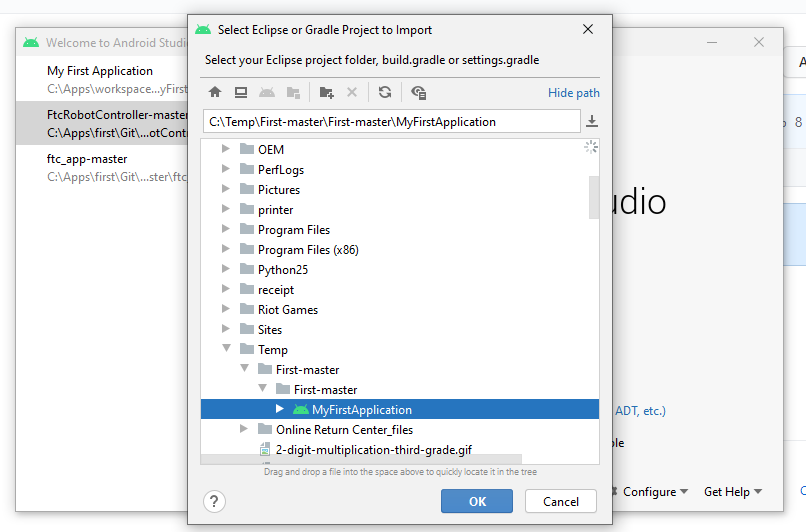 Select Eclipse or Gradle Project to Import
Select your Eclipse project folder, build.gradle or settings.gradle
Hide path
C:\Temp\First-master\First-master\MyFirstApplication
OEM
PerfLogs
Pictures
printer
Program Files
Program Files (x86)
Python25
receipt
Riot Games
Sites
Temp
First-master
First-master
MyFirstApplication
Online Return Center_files
2-digit-multiplication-third-grade.gif
Drag and drop a file into the space above to quickly locate it in the tree
?
OK
Cancel
Welcome to Android Studi
My First Application
C:\Apps\workspace...yFirs
FtcRobotController-master
C:\Apps\first\Git\...otContr
ftc_app-master
C:\Apps\first\Git\...ster\ftc
udio
ADT, etc.)
ple
Configure
Get Help
A
8